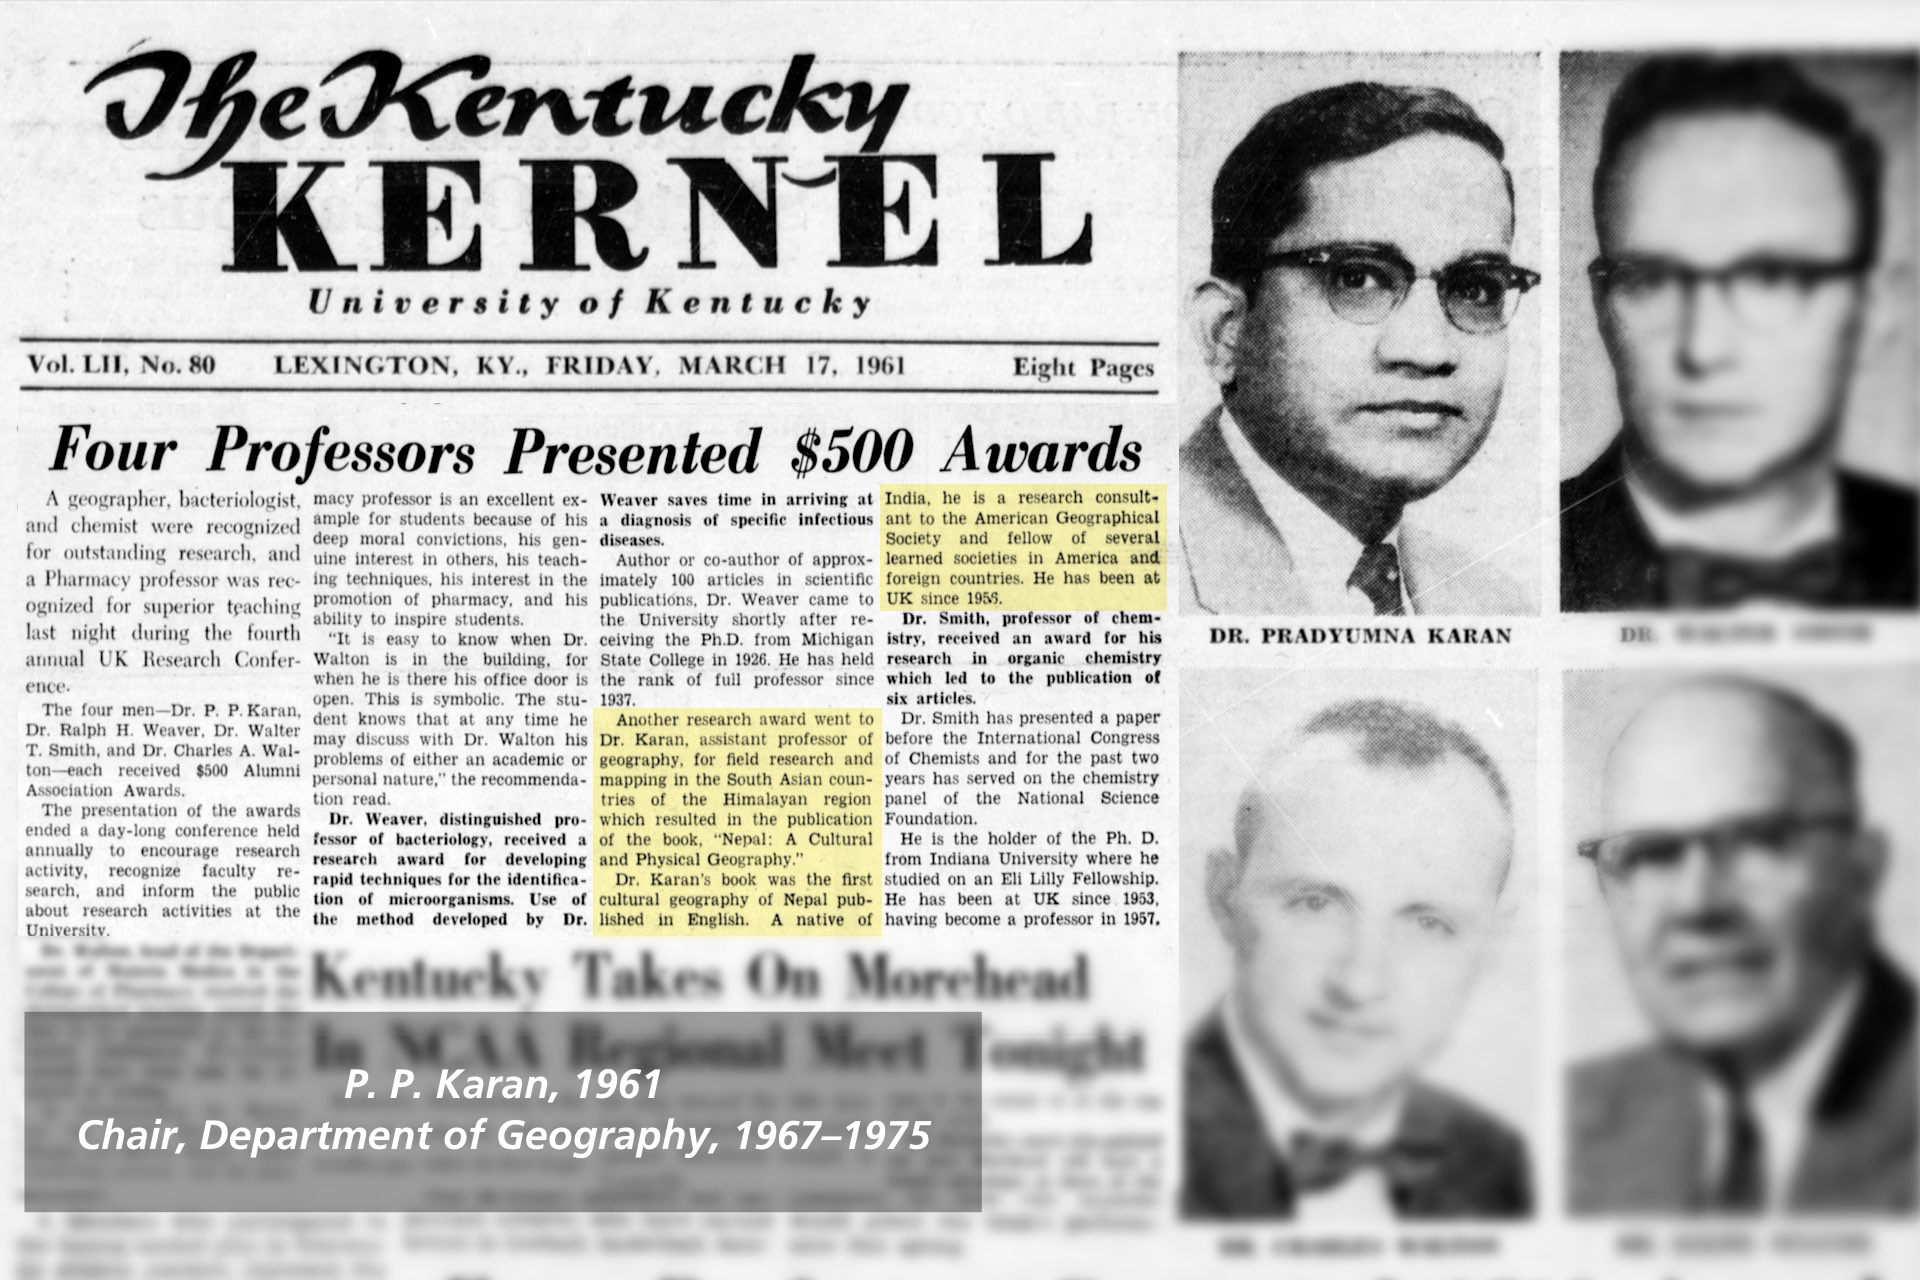 The Kentucky
KERNEL
University of Kentucky
Vol. LII, No. 80 LEXINGTON, KY., FRIDAY, MARCH 17, 1961 Eight Pages
Four Professors Presented $500 Awards
A geographer, bacteriologist,
and chemist were recognized
for outstanding research, and
a Pharmacy professor was rec-
ognized for superior teaching
last night during the fourth
annual UK Research Confer-
ence.
The four men—Dr. P. P. Karan,
Dr. Ralph H. Weaver, Dr. Walter
T. Smith, and Dr. Charles A. Wal-
ton—each received $500 Alumni
Association Awards.
The presentation of the awards
ended a day-long conference held
annually to encourage research
activity, recognize faculty re-
search, and inform the public
about research activities at the
University.
Dr. Walton, head of the Depart-
macy professor is an excellent ex-
ample for students because of his
deep moral convictions, his gen-
uine interest in others, his teach-
ing techniques, his interest in the
promotion of pharmacy, and his
ability to inspire students.
"It is easy to know when Dr.
Walton is in the building, for
when he is there his office door is
open. This is symbolic. The stu-
dent knows that at any time he
may discuss with Dr. Walton his
problems of either an academic or
personal nature," the recommenda-
tion read.
Dr. Weaver, distinguished pro-
fessor of bacteriology, received a
research award for developing
rapid techniques for the identifica-
tion of microorganisms. Use of
the method developed by Dr.
Weaver saves time in arriving at
a diagnosis of specific infectious
diseases.
Author or co-author of approx-
imately 100 articles in scientific
publications, Dr. Weaver came to
the University shortly after re-
ceiving the Ph.D. from Michigan
State College in 1926. He has held
the rank of full professor since
1937.
Another research award went to
Dr. Karan, assistant professor of
geography, for field research and
mapping in the South Asian coun-
tries of the Himalayan region
which resulted in the publication
of the book, "Nepal: A Cultural
and Physical Geography."
Dr. Karan's book was the first
cultural geography of Nepal pub-
lished in English. A native of
India, he is a research consult-
ant to the American Geographical
Society and fellow of several
learned societies in America and
foreign countries. He has been at
UK since 1956.
Dr. Smith, professor of chem-
istry, received an award for his
research in organic chemistry
which led to the publication of
six articles.
Dr. Smith has presented a paper
before the International Congress
of Chemists and for the past two
years has served on the chemistry
panel of the National Science
Foundation.
He is the holder of the Ph. D.
from Indiana University where he
studied on an Eli Lilly Fellowship.
He has been at UK since 1953,
having become a professor in 1957.
DR. PRADYUMNA KARAN
DR.
DR. CHARLES WALTON
Kentucky Takes On Morehead
In NCAA Regional Meet Tonight
P. P. Karan, 1961
Chair, Department of Geography, 1967–1975